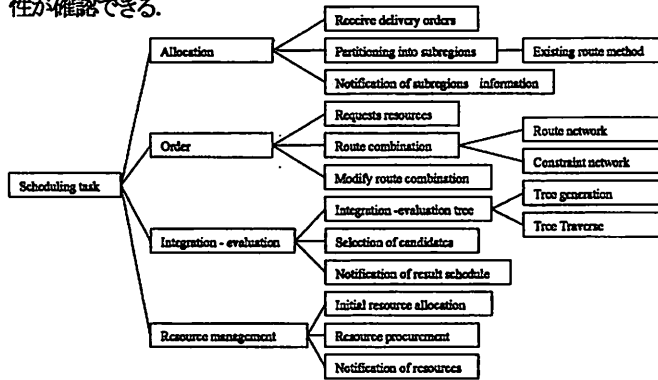 性が確認できる.
Receive delivery orders
Allocation
Partitioning into subregions
Existing route method
Notification of subregions information
Requests resources
Order
Route combination
Route network
Constraint network
Modify route combination
Scheduling task
Integration -evaluation tree
Tree generation
Tree Traverse
Integration - evaluation
Selection of candidates
Notification of result schedule
Initial resource allocation
Resource management
Resource procurement
Notification of resources